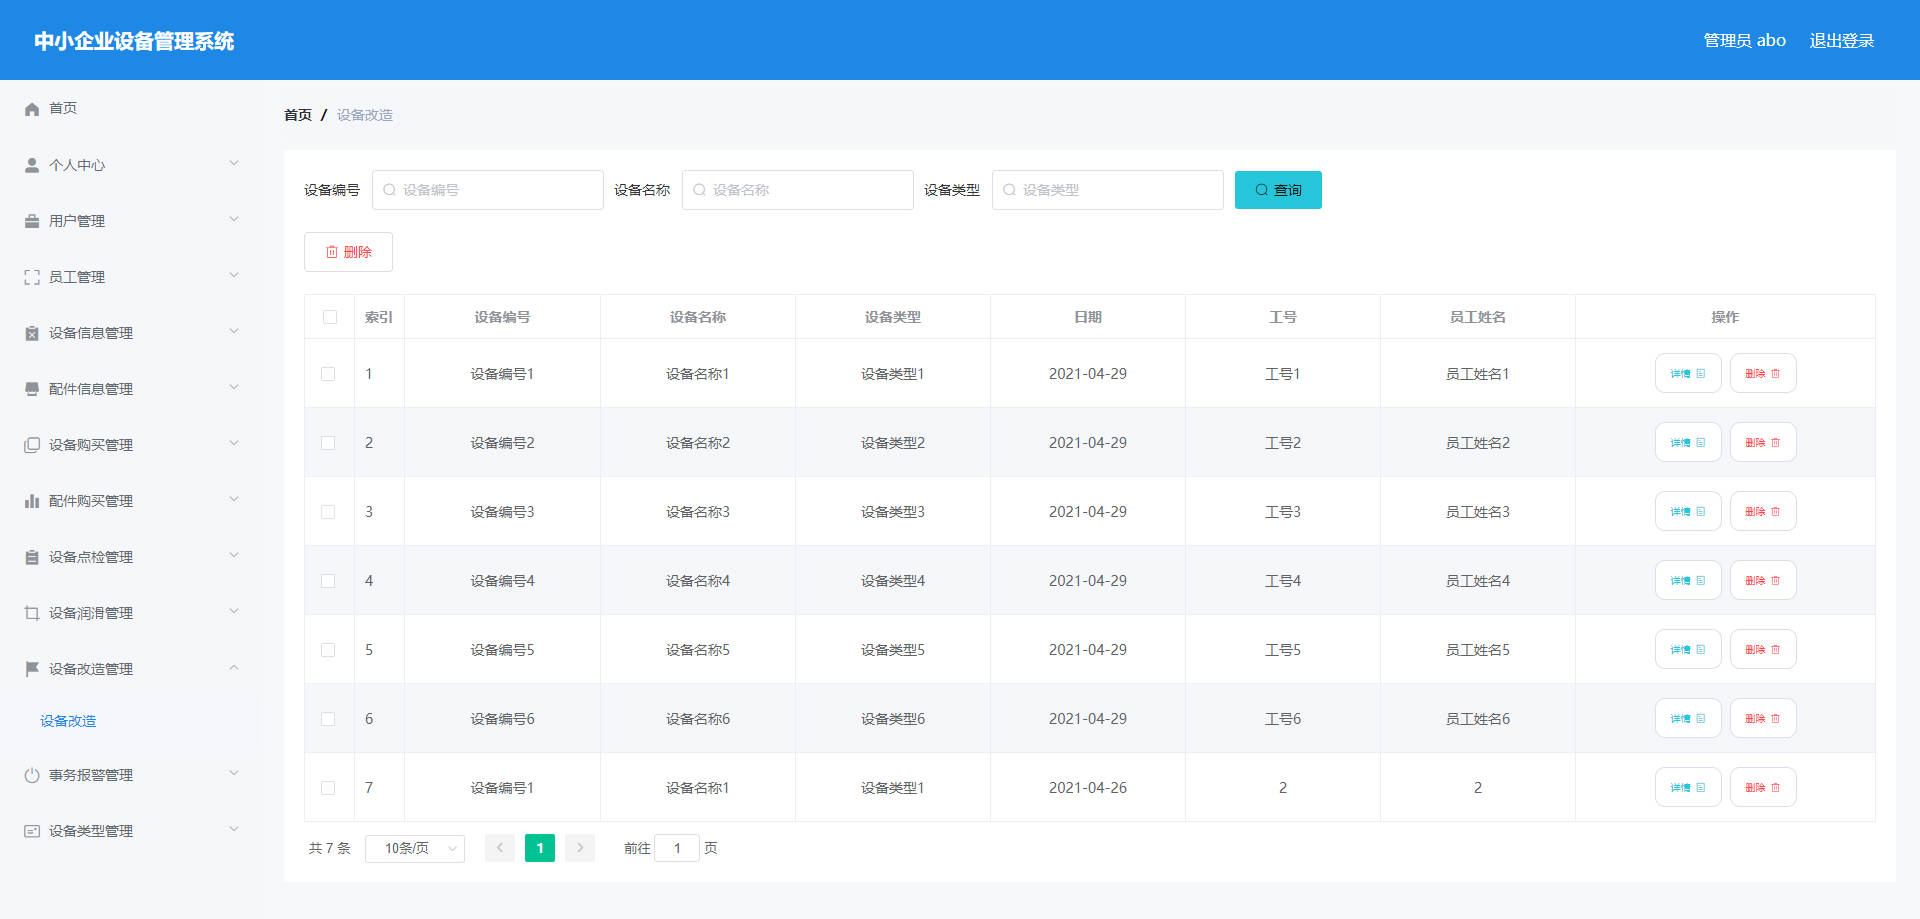 中小企业设备管理系统
管理员 abo 退出登录
首页
个人中心
用户管理
员工管理
设备信息管理
配件信息管理
设备购买管理
配件购买管理
设备点检管理
设备润滑管理
设备改造管理
设备改造
事务报警管理
设备类型管理
首页 / 设备改造
设备编号 设备编号 设备名称 设备名称 设备类型 设备类型 查询
删除
索引 设备编号 设备名称 设备类型 日期 工号 员工姓名 操作
1 设备编号1 设备名称1 设备类型1 2021-04-29 工号1 员工姓名1 详情 删除
2 设备编号2 设备名称2 设备类型2 2021-04-29 工号2 员工姓名2 详情 删除
3 设备编号3 设备名称3 设备类型3 2021-04-29 工号3 员工姓名3 详情 删除
4 设备编号4 设备名称4 设备类型4 2021-04-29 工号4 员工姓名4 详情 删除
5 设备编号5 设备名称5 设备类型5 2021-04-29 工号5 员工姓名5 详情 删除
6 设备编号6 设备名称6 设备类型6 2021-04-29 工号6 员工姓名6 详情 删除
7 设备编号1 设备名称1 设备类型1 2021-04-26 2 2 详情 删除
共 7 条 10条/页 1 前往 1 页